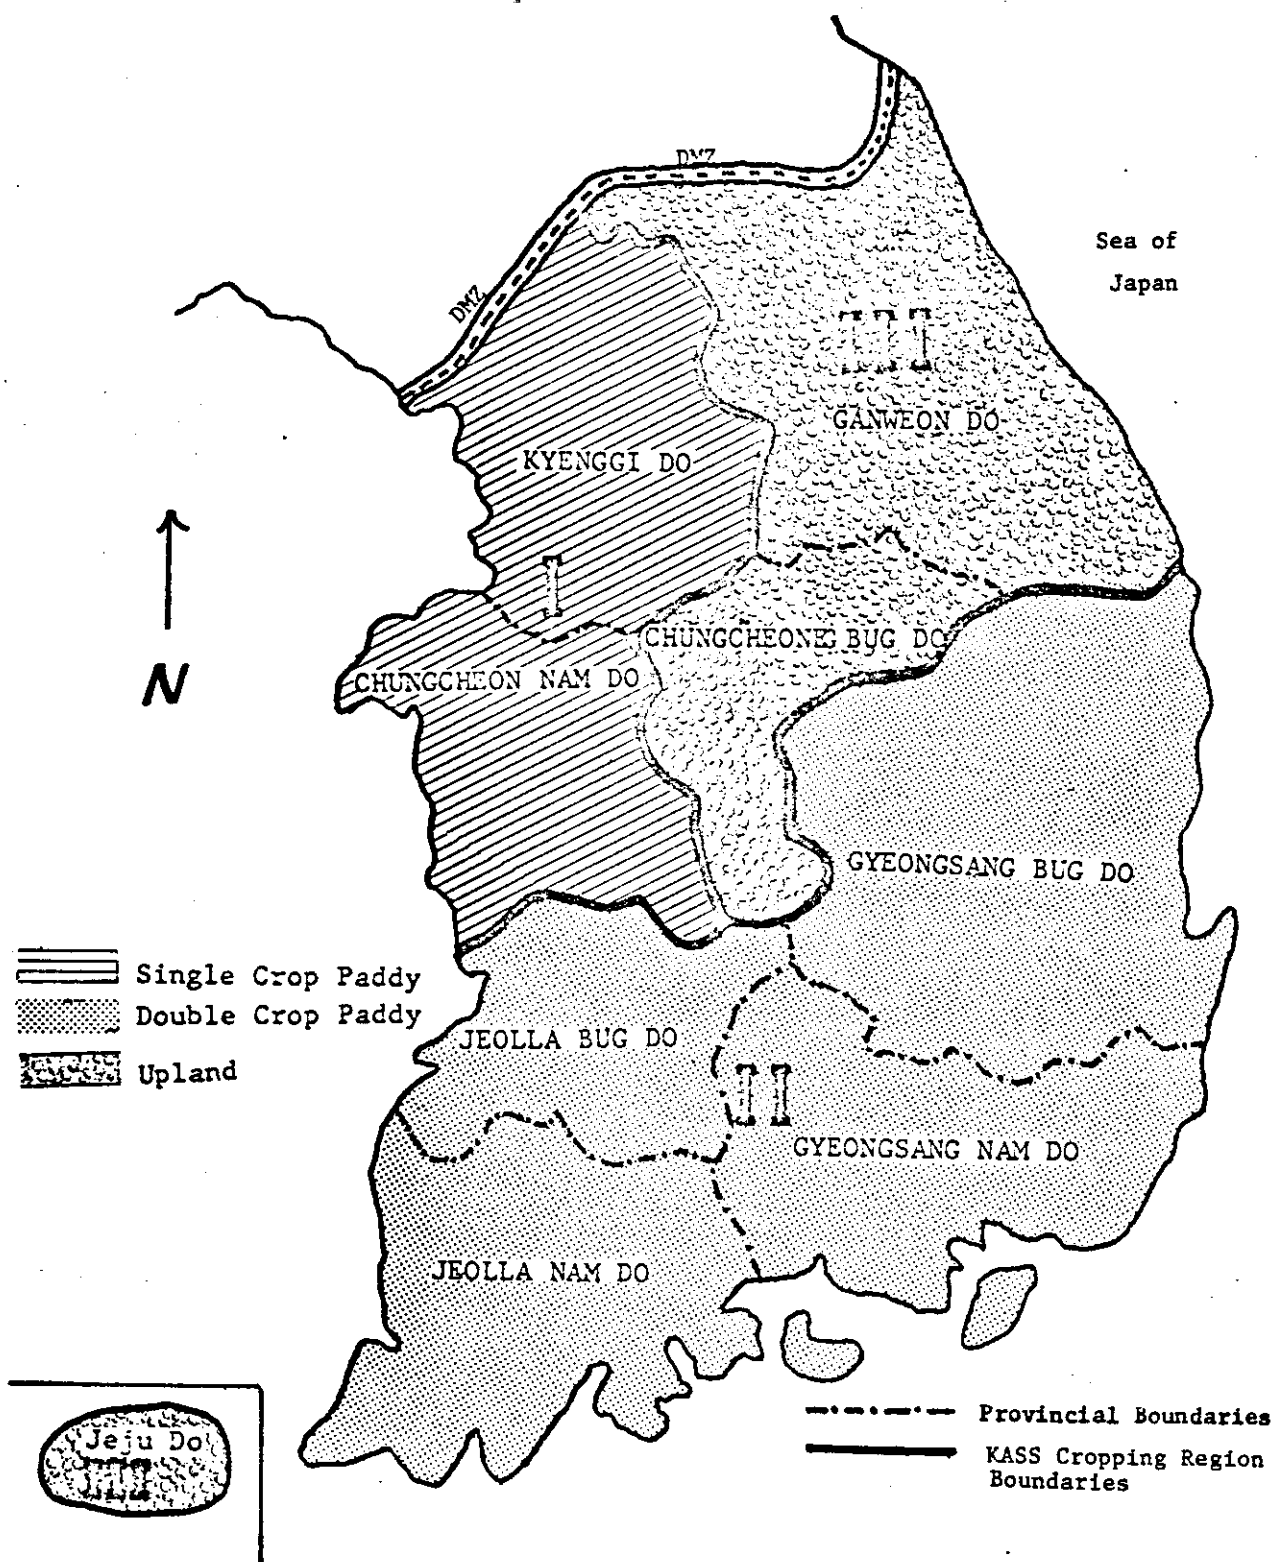 DMZ
Sea of
Japan
DMZ
III
GANWEON DO
KYENGGI DO
I
N
CHUNGCHEONG BUG DO
CHUNGCHEON NAM DO
GYEONGSANG BUG DO
Single Crop Paddy
Double Crop Paddy
Upland
JEOLLA BUG DO
II
GYEONGSANG NAM DO
JEOLLA NAM DO
Provincial Boundaries
KASS Cropping Region
Boundaries
Jeju Do
III